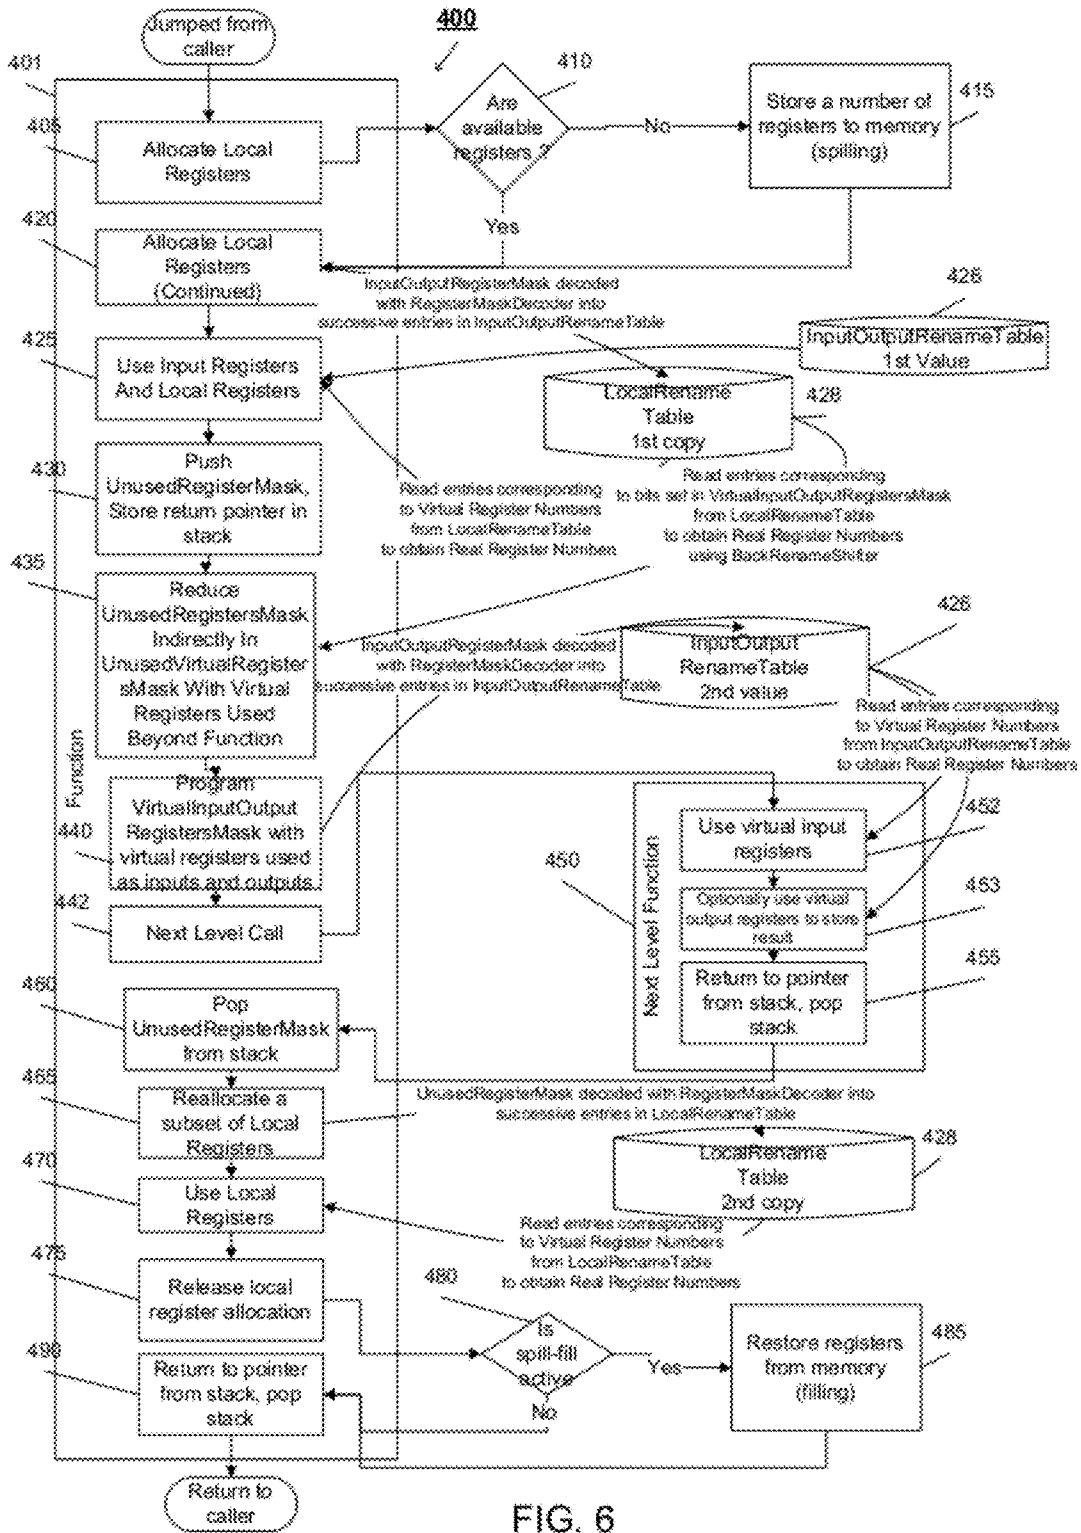 Jumped from
caller
400
401
405
Allocate Local
Registers
410
Are
available
registers ?
No
Yes
415
Store a number of
registers to memory
(spilling)
420
Allocate Local
Registers
(Continued)
InputOutputRegisterMask decoded
with RegisterMaskDecoder into
successive entries in InputOutputRenameTable
426
InputOutputRenameTable
1st Value
425
Use Input Registers
And Local Registers
LocalRename
Table
1st copy
428
430
Push
UnusedRegisterMask,
Store return pointer in
stack
Read entries corresponding
to Virtual Register Numbers
from LocalRenameTable
to obtain Real Register Number
Read entries corresponding
to bits set in VirtualInputOutputRegistersMask
from LocalRenameTable
to obtain Real Register Numbers
using BackRenameShifter
435
Reduce
UnusedRegistersMask
Indirectly In
UnusedVirtualRegister
sMask With Virtual
Registers Used
Beyond Function
InputOutputRegisterMask decoded
with RegisterMaskDecoder into
successive entries in InputOutputRenameTable
426
InputOutput
RenameTable
2nd value
Read entries corresponding
to Virtual Register Numbers
from InputOutputRenameTable
to obtain Real Register Numbers
Function
440
Program
VirtualInputOutput
RegistersMask with
virtual registers used
as inputs and outputs
442
Next Level Call
450
Next Level Function
452
Use virtual input
registers
453
Optionally use virtual
output registers to store
result
455
Return to pointer
from stack, pop
stack
460
Pop
UnusedRegisterMask
from stack
465
Reallocate a
subset of Local
Registers
UnusedRegisterMask decoded with RegisterMaskDecoder into
successive entries in LocalRenameTable
428
LocalRename
Table
2nd copy
470
Use Local
Registers
Read entries corresponding
to Virtual Register Numbers
from LocalRenameTable
to obtain Real Register Numbers
475
Release local
register allocation
480
Is
spill-fill
active
Yes
No
485
Restore registers
from memory
(filling)
490
Return to pointer
from stack, pop
stack
Return to
caller
FIG. 6